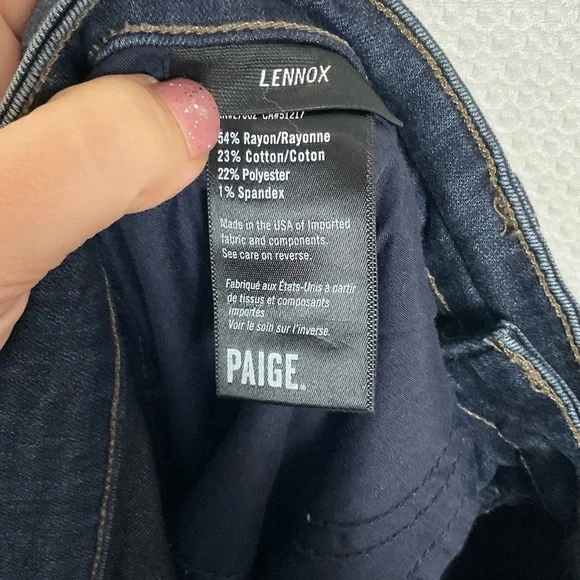 LENNOX
CA#51217
54% Rayon/Rayonne
23% Cotton/Coton
22% Polyester
1% Spandex
Made in the USA of Imported
fabric and components.
See care on reverse.
Fabriqué aux États-Unis à partir
de tissus et composants
importés
Voir le soin sur l'inverse.
PAIGE.